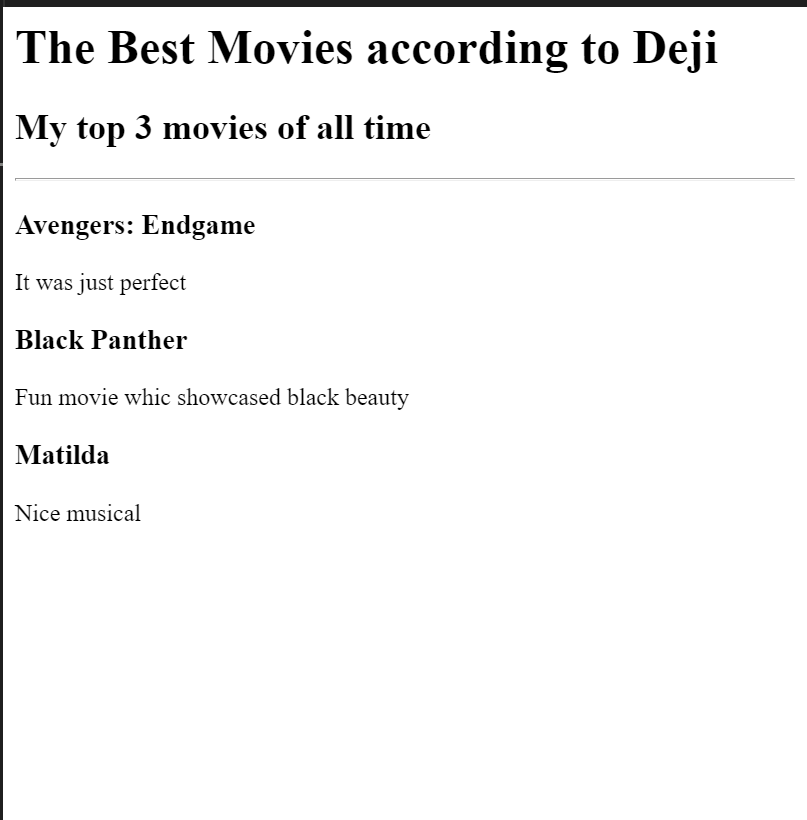 The Best Movies according to Deji
My top 3 movies of all time
Avengers: Endgame
It was just perfect
Black Panther
Fun movie whic showcased black beauty
Matilda
Nice musical